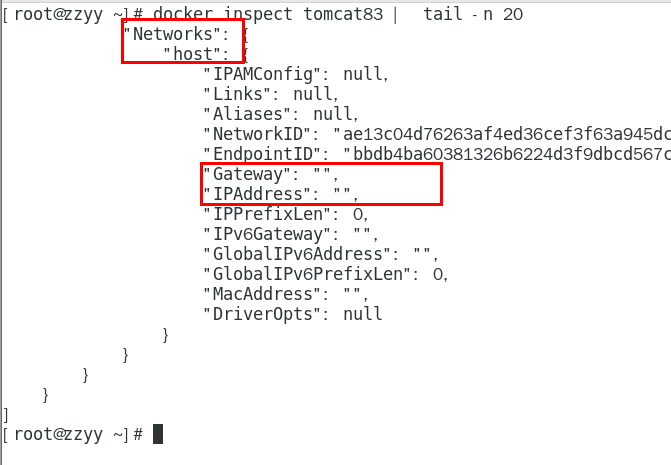 [root@zzyy ~]# docker inspect tomcat83 | tail -n 20
"Networks": {
"host": {
"IPAMConfig": null,
"Links": null,
"Aliases": null,
"NetworkID": "ae13c04d76263af4ed36cef3f63a945dc
"EndpointID": "bbdb4ba60381326b6224d3f9dbcd567c
"Gateway": "",
"IPAddress": "",
"IPPrefixLen": 0,
"IPv6Gateway": "",
"GlobalIPv6Address": "",
"GlobalIPv6PrefixLen": 0,
"MacAddress": "",
"DriverOpts": null
}
}
}
}
]
[root@zzyy ~]#